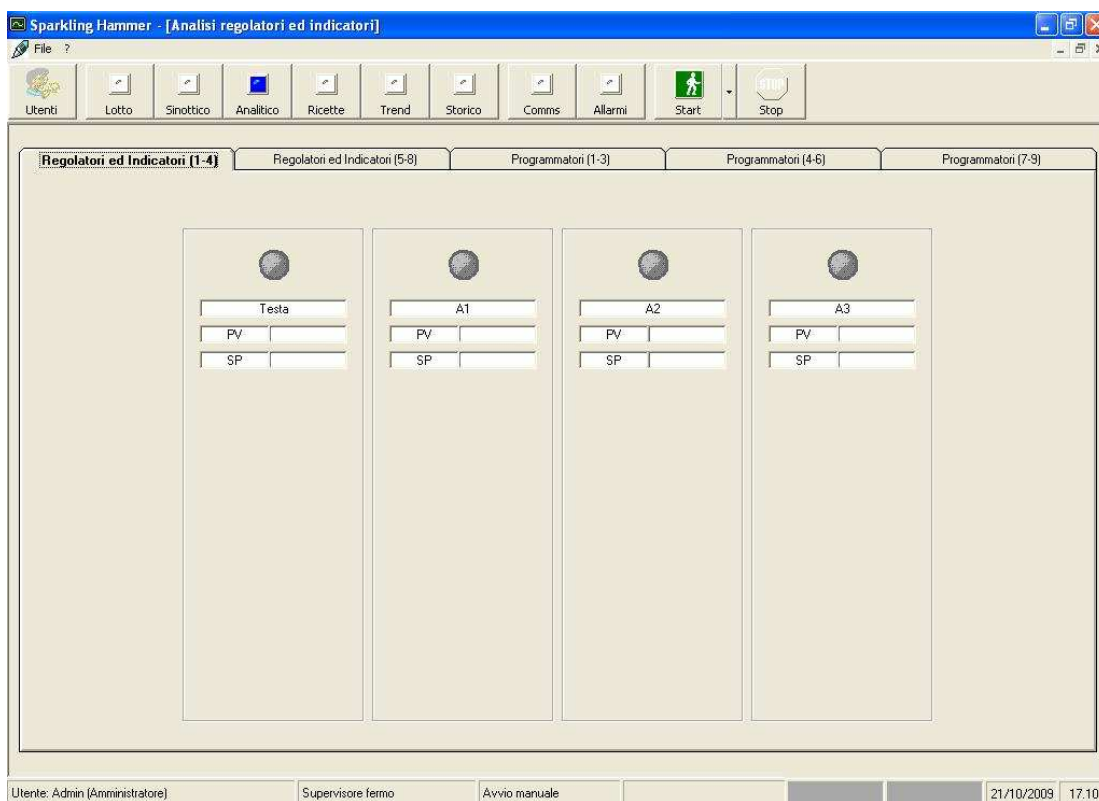 Sparkling Hammer - [Analisi regolatori ed indicatori]
File ?
Utenti Lotto Sinottico Analitico Ricette Trend Storico Comms Allarmi Start STOP Stop
Regolatori ed Indicatori (1-4) Regolatori ed Indicatori (5-8) Programmatori (1-3) Programmatori (4-6) Programmatori (7-9)
Testa A1 A2 A3
PV PV PV PV
SP SP SP SP
Utente: Admin (Amministratore) Supervisore fermo Avvio manuale 21/10/2009 17.10